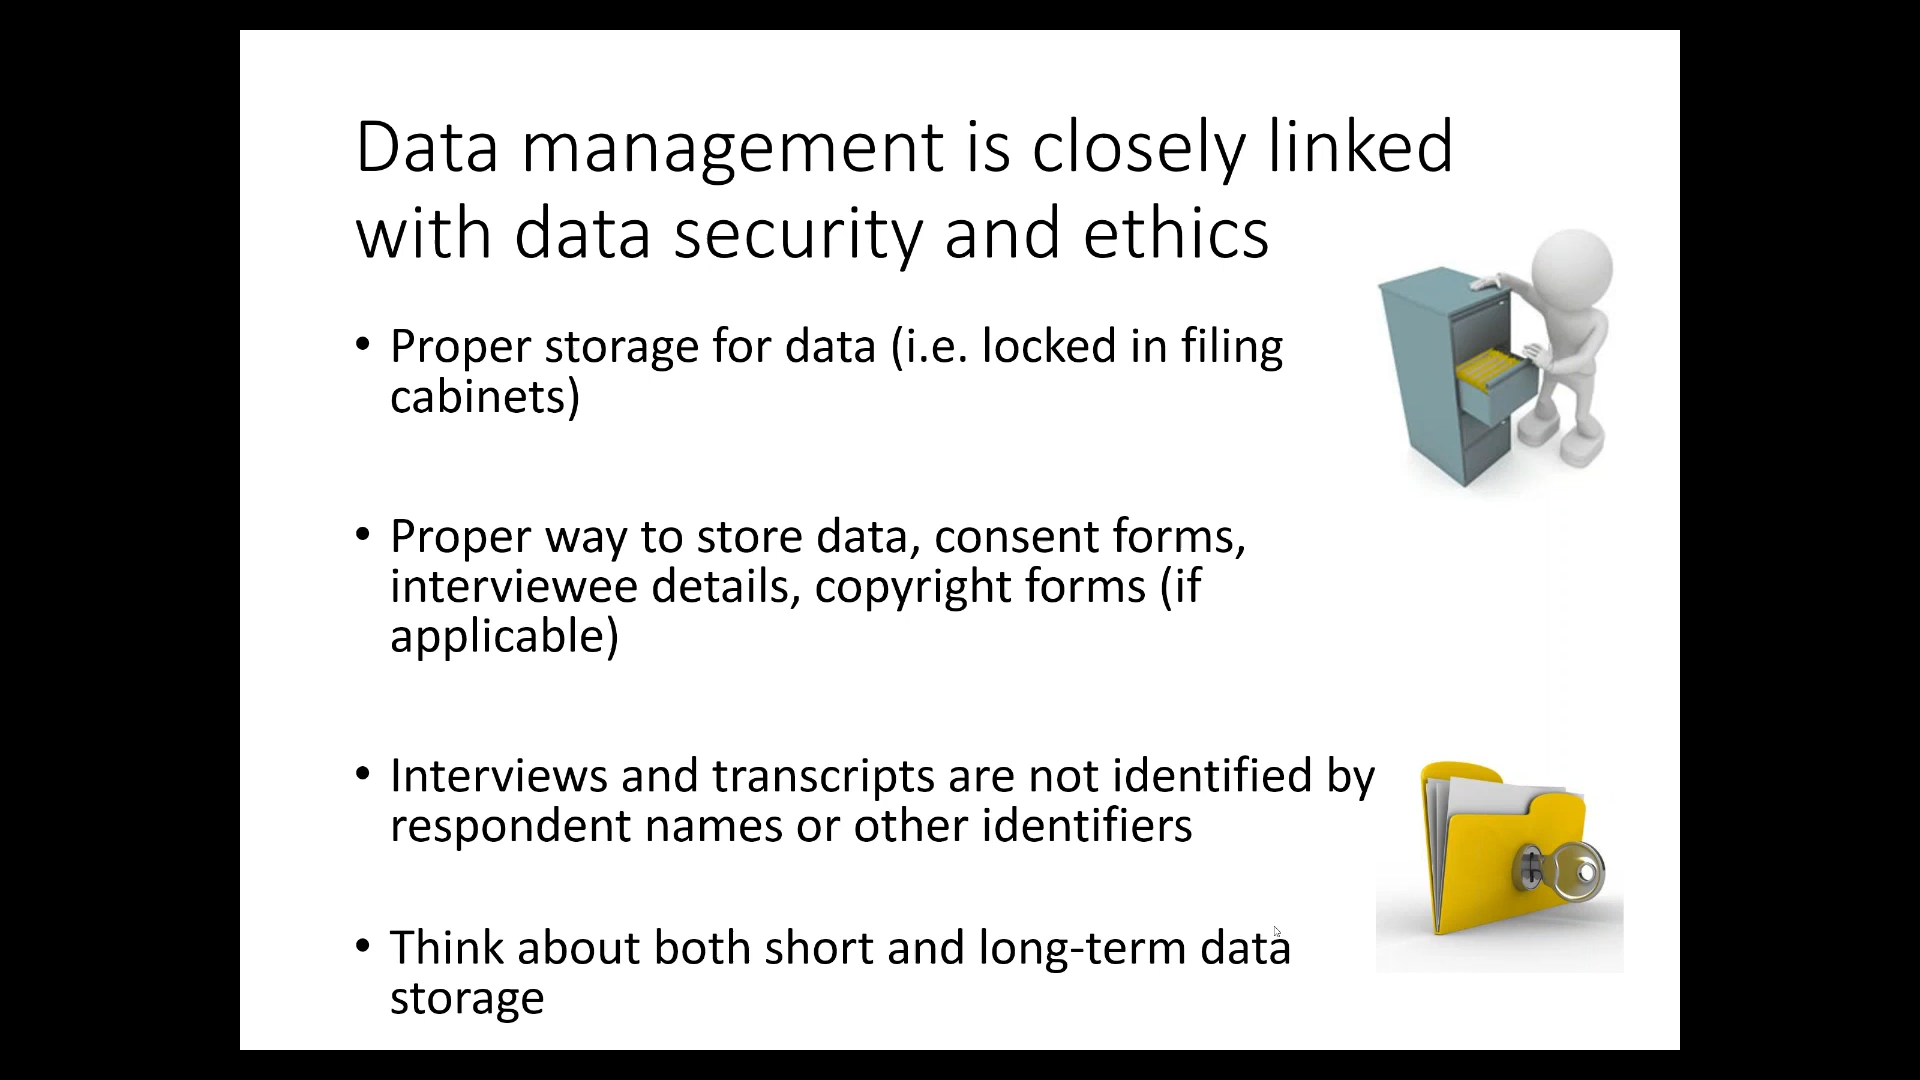 Data management is closely linked
with data security and ethics
• Proper storage for data (i.e. locked in filing
cabinets)
• Proper way to store data, consent forms,
interviewee details, copyright forms (if
applicable)
• Interviews and transcripts are not identified by
respondent names or other identifiers
• Think about both short and long-term data
storage